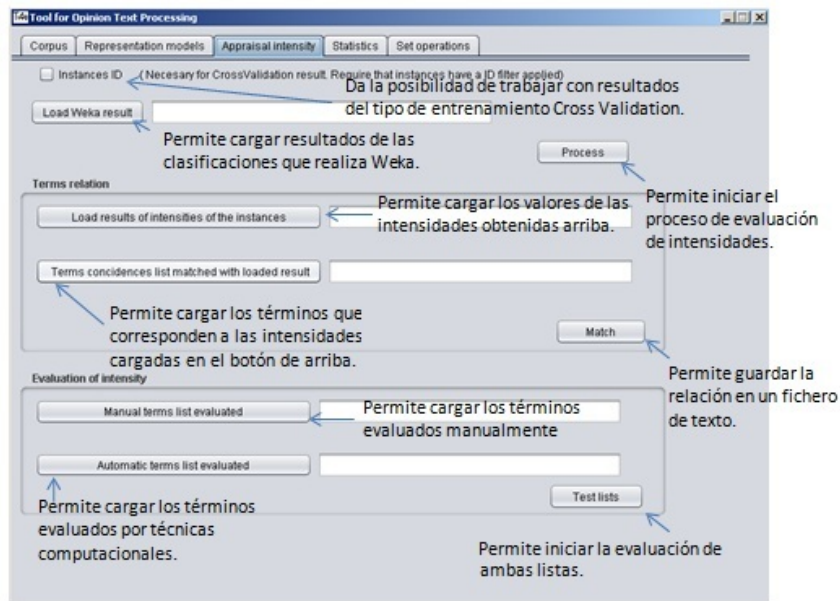 Tool for Opinion Text Processing
Corpus Representation models Appraisal intensity Statistics Set operations
Instances ID (Necesary for CrossValidation result. Require that instances have a ID filter applied)
Da la posibilidad de trabajar con resultados
del tipo de entrenamiento Cross Validation.
Load Weka result
Permite cargar resultados de las
clasificaciones que realiza Weka.
Process
Permite iniciar el
proceso de evaluación
de intensidades.
Terms relation
Load results of intensities of the instances
Permite cargar los valores de las
intensidades obtenidas arriba.
Terms concidences list matched with loaded result
Permite cargar los términos que
corresponden a las intensidades
cargadas en el botón de arriba.
Match
Permite guardar la
relación en un fichero
de texto.
Evaluation of intensity
Manual terms list evaluated
Permite cargar los términos
evaluados manualmente
Automatic terms list evaluated
Permite cargar los términos
evaluados por técnicas
computacionales.
Test lists
Permite iniciar la evaluación de
ambas listas.